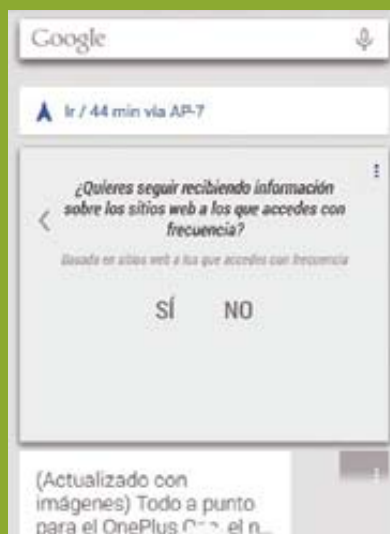 Google
Ir / 44 min via AP-7
¿Quieres seguir recibiendo información
sobre los sitios web a los que accedes con
frecuencia?
Basada en sitios web a los que accedes con frecuencia
SÍ NO
(Actualizado con
imágenes) Todo a punto
para el OnePlus el n...